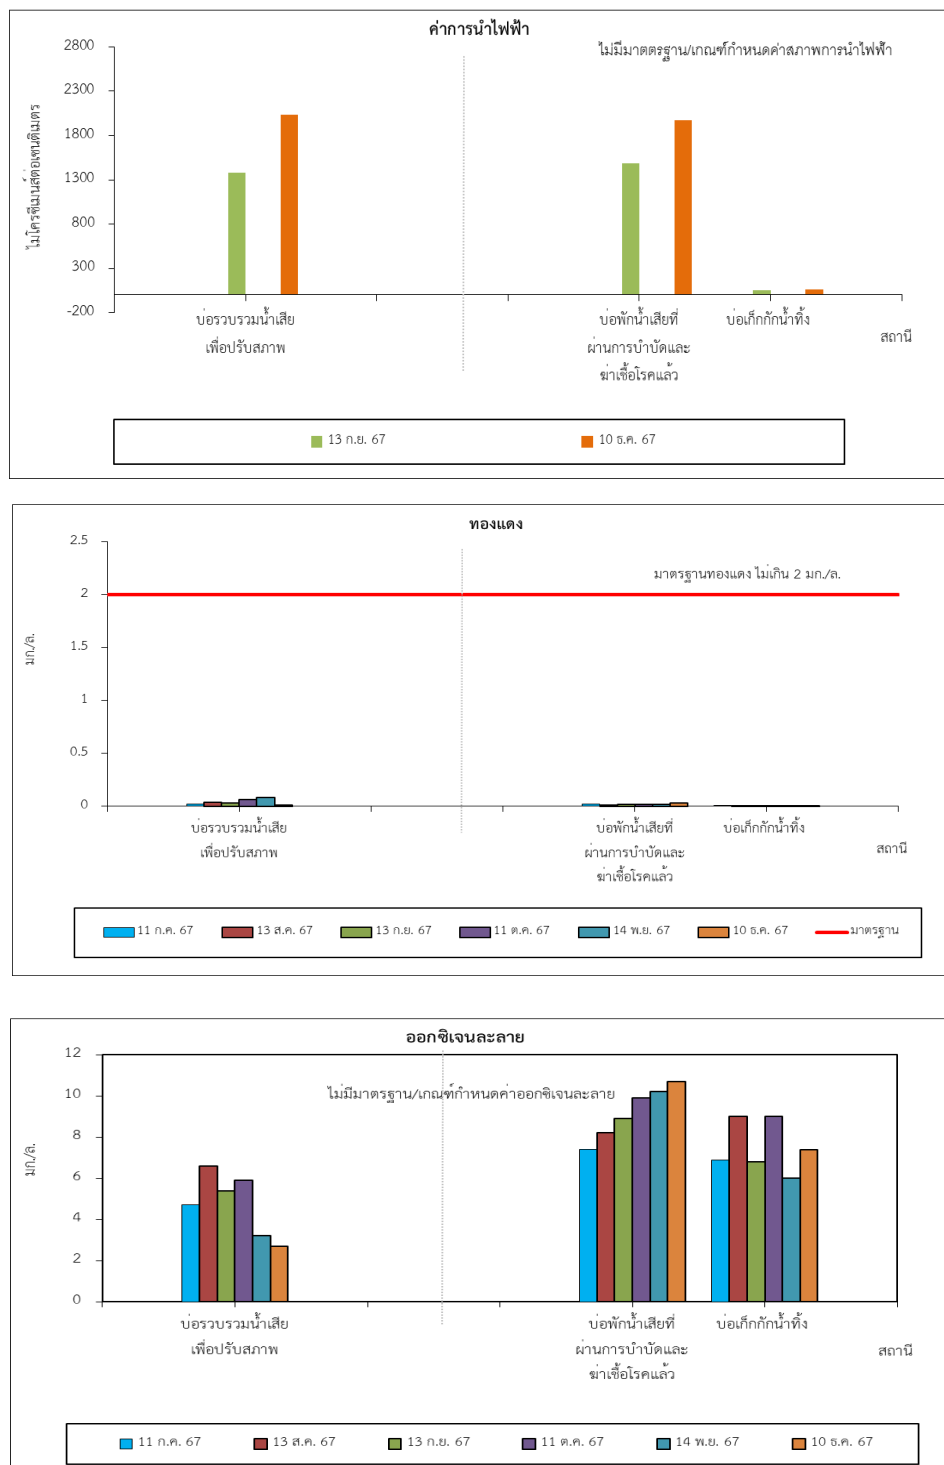 ค่าการนำไฟฟ้า
ไม่มีมาตตรฐาน/เกณฑ์กำหนดค่าสภาพการนำไฟฟ้า
ไมโครซีเมนส์ต่อเซนติเมตร
2800
2300
1800
1300
800
300
-200
บ่อรวบรวมน้ำเสีย
เพื่อปรับสภาพ
บ่อพักน้ำเสียที่
ผ่านการบำบัดและ
ฆ่าเชื้อโรคแล้ว
บ่อเก็กกักน้ำทิ้ง
สถานี
13 ก.ย. 67
10 ธ.ค. 67
ทองแดง
มาตรฐานทองแดง ไม่เกิน 2 มก./ล.
มก./ล.
2.5
2
1.5
1
0.5
0
บ่อรวบรวมน้ำเสีย
เพื่อปรับสภาพ
บ่อพักน้ำเสียที่
ผ่านการบำบัดและ
ฆ่าเชื้อโรคแล้ว
บ่อเก็กกักน้ำทิ้ง
สถานี
11 ก.ค. 67 13 ส.ค. 67 13 ก.ย. 67 11 ต.ค. 67 14 พ.ย. 67 10 ธ.ค. 67 มาตรฐาน
ออกซิเจนละลาย
ไม่มีมาตรฐาน/เกณฑ์กำหนดค่าออกซิเจนละลาย
มก./ล.
12
10
8
6
4
2
0
บ่อรวบรวมน้ำเสีย
เพื่อปรับสภาพ
บ่อพักน้ำเสียที่
ผ่านการบำบัดและ
ฆ่าเชื้อโรคแล้ว
บ่อเก็กกักน้ำทิ้ง
สถานี
11 ก.ค. 67 13 ส.ค. 67 13 ก.ย. 67 11 ต.ค. 67 14 พ.ย. 67 10 ธ.ค. 67